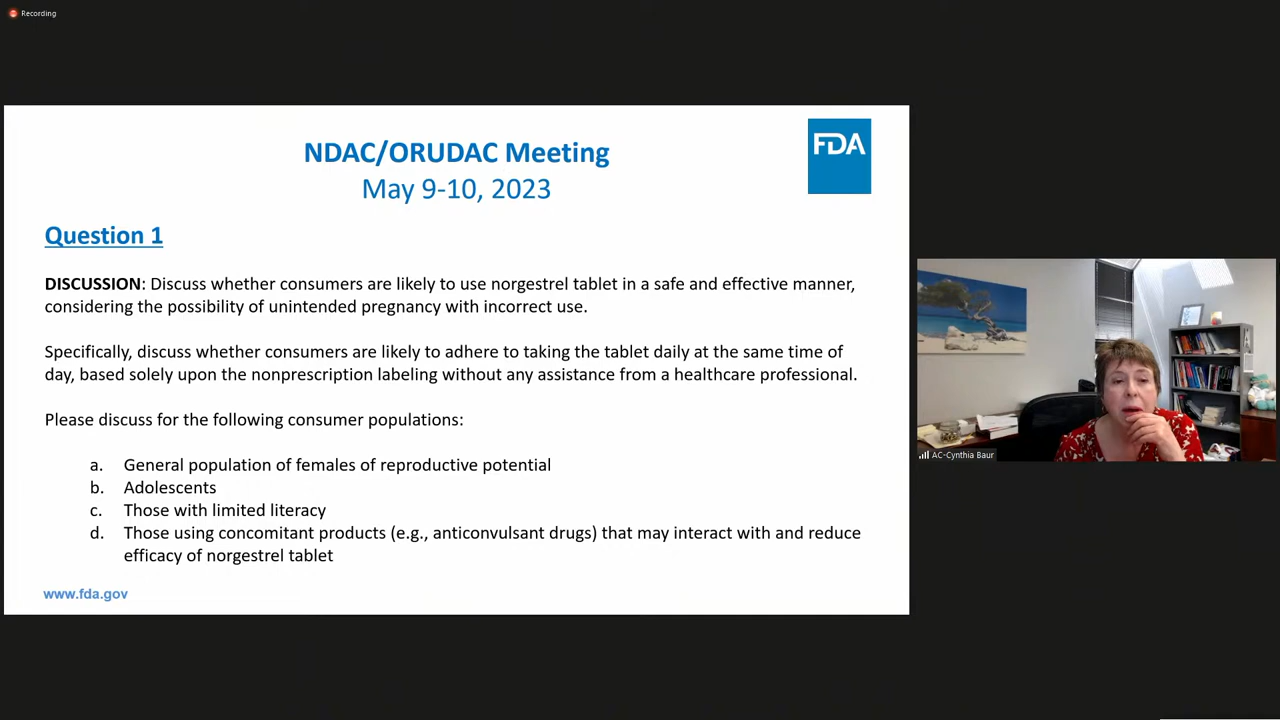 Recording
NDAC/ORUDAC Meeting
FDA
May 9-10, 2023
Question 1
DISCUSSION: Discuss whether consumers are likely to use norgestrel tablet in a safe and effective manner,
considering the possibility of unintended pregnancy with incorrect use.
Specifically, discuss whether consumers are likely to adhere to taking the tablet daily at the same time of
day, based solely upon the nonprescription labeling without any assistance from a healthcare professional.
Please discuss for the following consumer populations:
a. General population of females of reproductive potential
b. Adolescents
c. Those with limited literacy
d. Those using concomitant products (e.g., anticonvulsant drugs) that may interact with and reduce
efficacy of norgestrel tablet
www.fda.gov
AC-Cynthia Baur